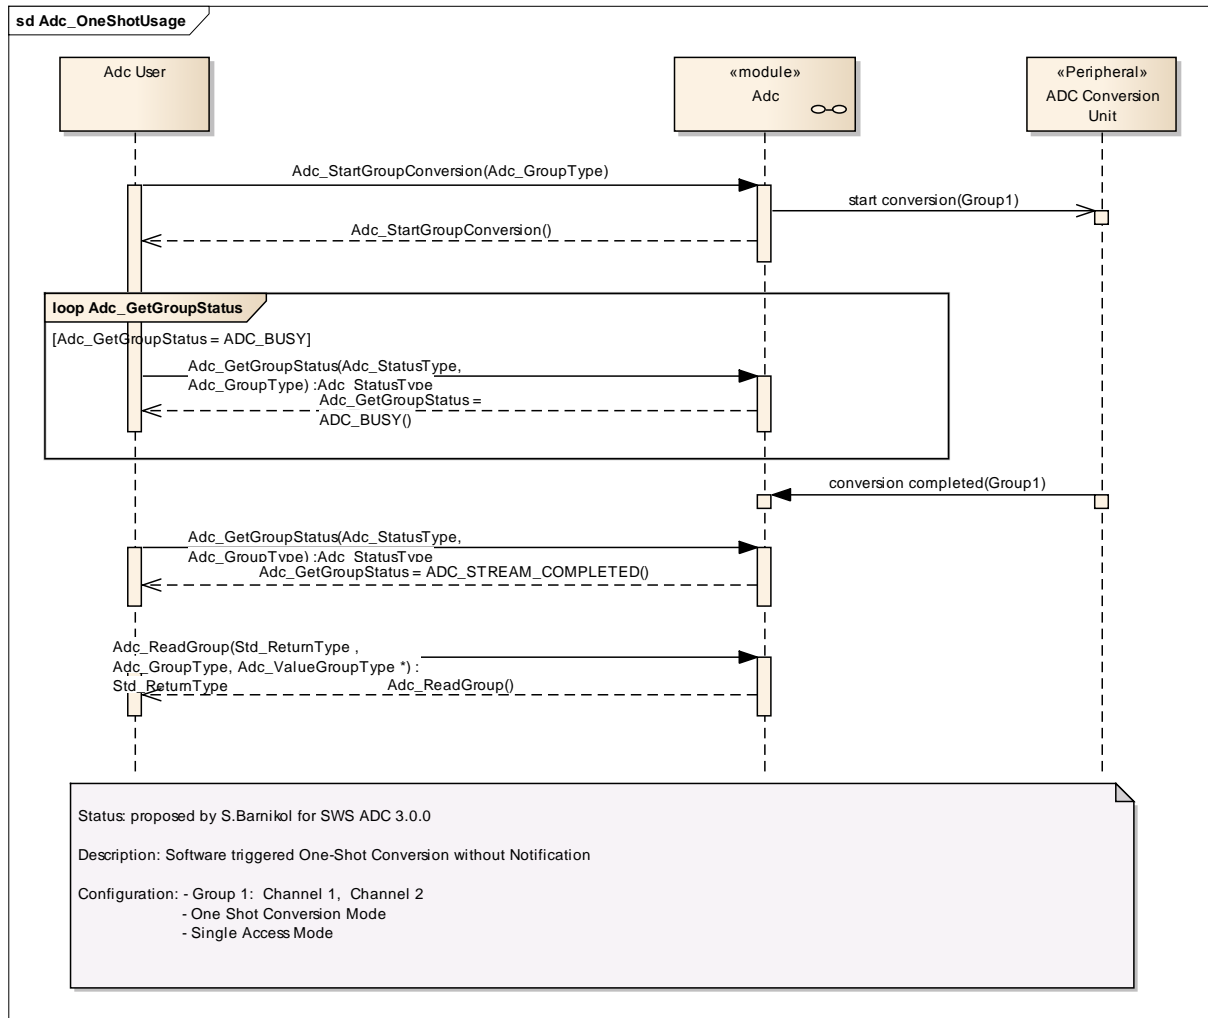 sd Adc_OneShotUsage
Adc User
«module»
Adc
«Peripheral»
ADC Conversion
Unit
Adc_StartGroupConversion(Adc_GroupType)
start conversion(Group1)
Adc_StartGroupConversion()
loop Adc_GetGroupStatus
[Adc_GetGroupStatus = ADC_BUSY]
Adc_GetGroupStatus(Adc_StatusType,
Adc_GroupType) :Adc_StatusType
Adc_GetGroupStatus =
ADC_BUSY()
conversion completed(Group1)
Adc_GetGroupStatus(Adc_StatusType,
Adc_GroupType) :Adc_StatusType
Adc_GetGroupStatus = ADC_STREAM_COMPLETED()
Adc_ReadGroup(Std_ReturnType ,
Adc_GroupType, Adc_ValueGroupType *) :
Std_ReturnType
Adc_ReadGroup()
Status: proposed by S.Barnikol for SWS ADC 3.0.0
Description: Software triggered One-Shot Conversion without Notification
Configuration: - Group 1: Channel 1, Channel 2
- One Shot Conversion Mode
- Single Access Mode